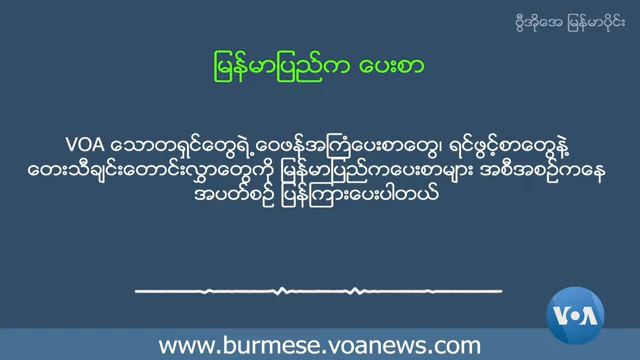 ဗွီအိုအေ မြန်မာပိုင်း
မြန်မာပြည်က ပေးစာ
VOA သောတရှင်တွေရဲ့ ဝေဖန်အကြံပေးစာတွေ၊ ရင်ဖွင့်စာတွေနဲ့
တေးသီချင်းတောင်းလွှာတွေကို မြန်မာပြည်ကပေးစာများ အစီအစဉ်ကနေ
အပတ်စဉ် ပြန်ကြားပေးပါတယ်
VOA
www.burmese.voanews.com